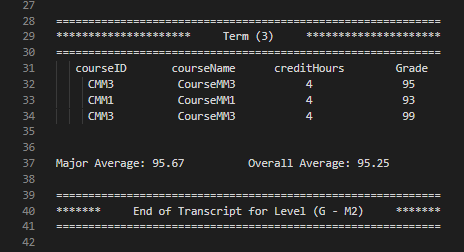 27
28 ===========================================================
29 ********************* Term (3) *********************
30 ===========================================================
31 courseID courseName creditHours Grade
32 CMM3 CourseMM3 4 95
33 CMM1 CourseMM1 4 93
34 CMM3 CourseMM3 4 99
35
36
37 Major Average: 95.67 Overall Average: 95.25
38
39 ===========================================================
40 ******* End of Transcript for Level (G - M2) *******
41 ===========================================================
42